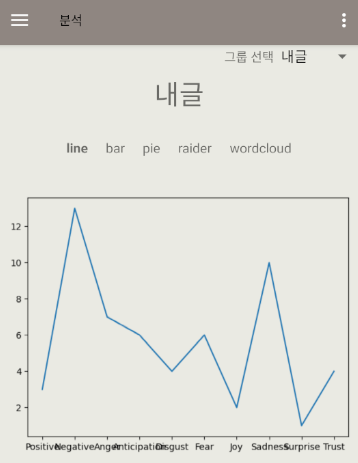 분석
그룹 선택 내글
내글
line bar pie raider wordcloud
12
10
8
6
4
2
Positive Negative Anger Anticipation Disgust Fear Joy Sadness Surprise Trust